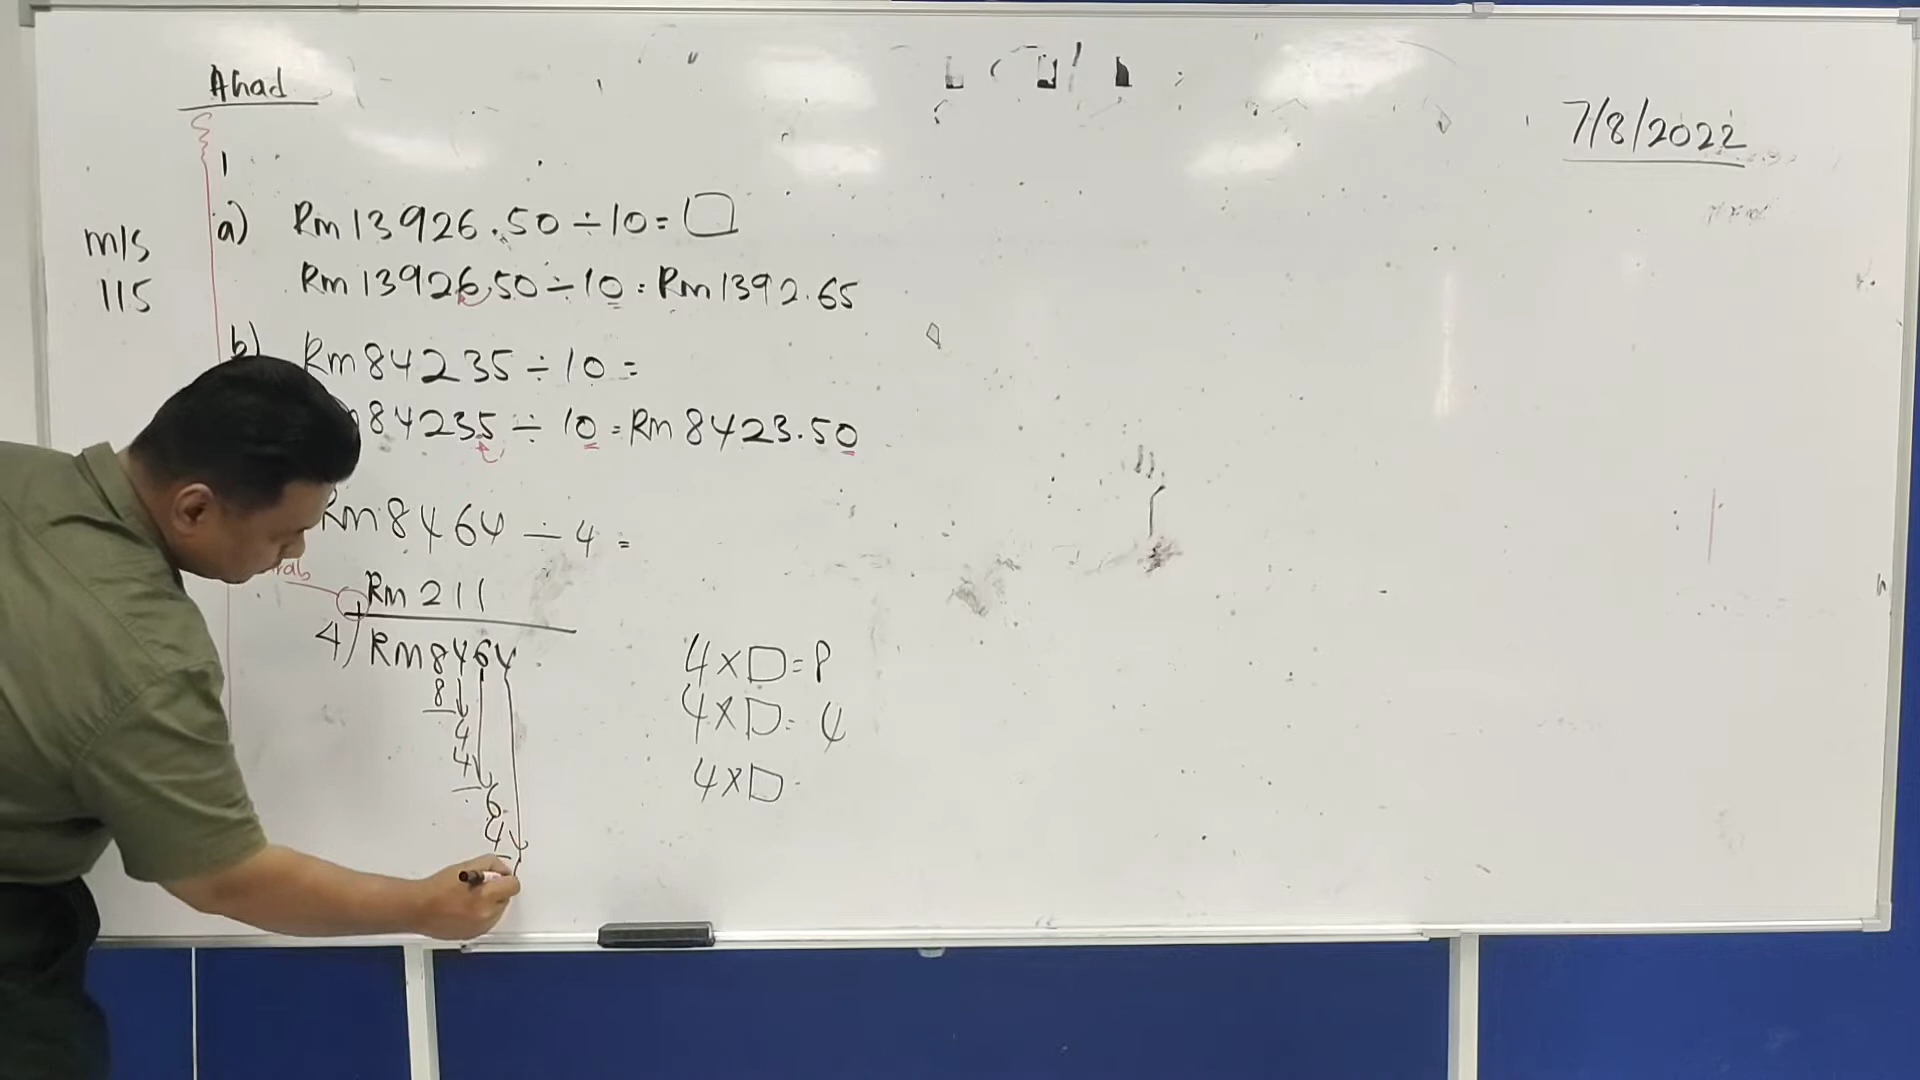 Ahad
7/8/2022
1
m/s
115
a) Rm 13926.50 ÷ 10 = □
Rm 13926.50 ÷ 10 = Rm 1392.65
b) Rm 84235 ÷ 10 =
84235 ÷ 10 = Rm 8423.50
Rm 8464 ÷ 4 =
Rm 211
4) Rm 8464
8
4
4
6
4
4 × □ = 8
4 × □ = 4
4 × □